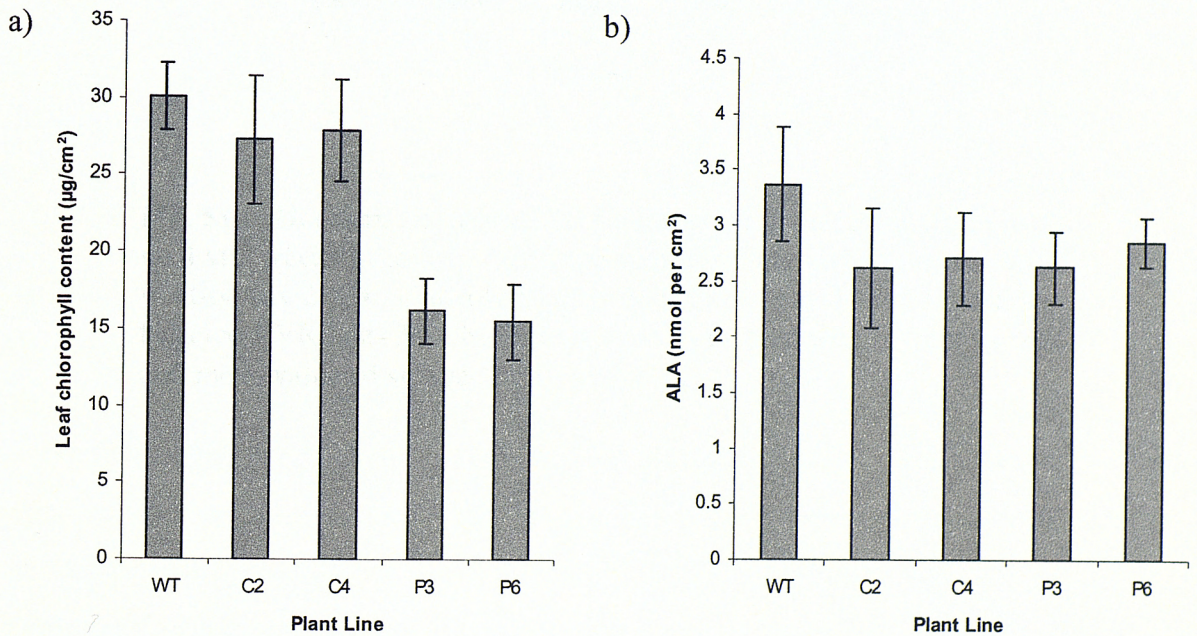 a)
Leaf chlorophyll content (µg/cm²)
35
30
25
20
15
10
5
0
WT C2 C4 P3 P6
Plant Line
b)
ALA (nmol per cm²)
4.5
4
3.5
3
2.5
2
1.5
1
0.5
0
WT C2 C4 P3 P6
Plant Line